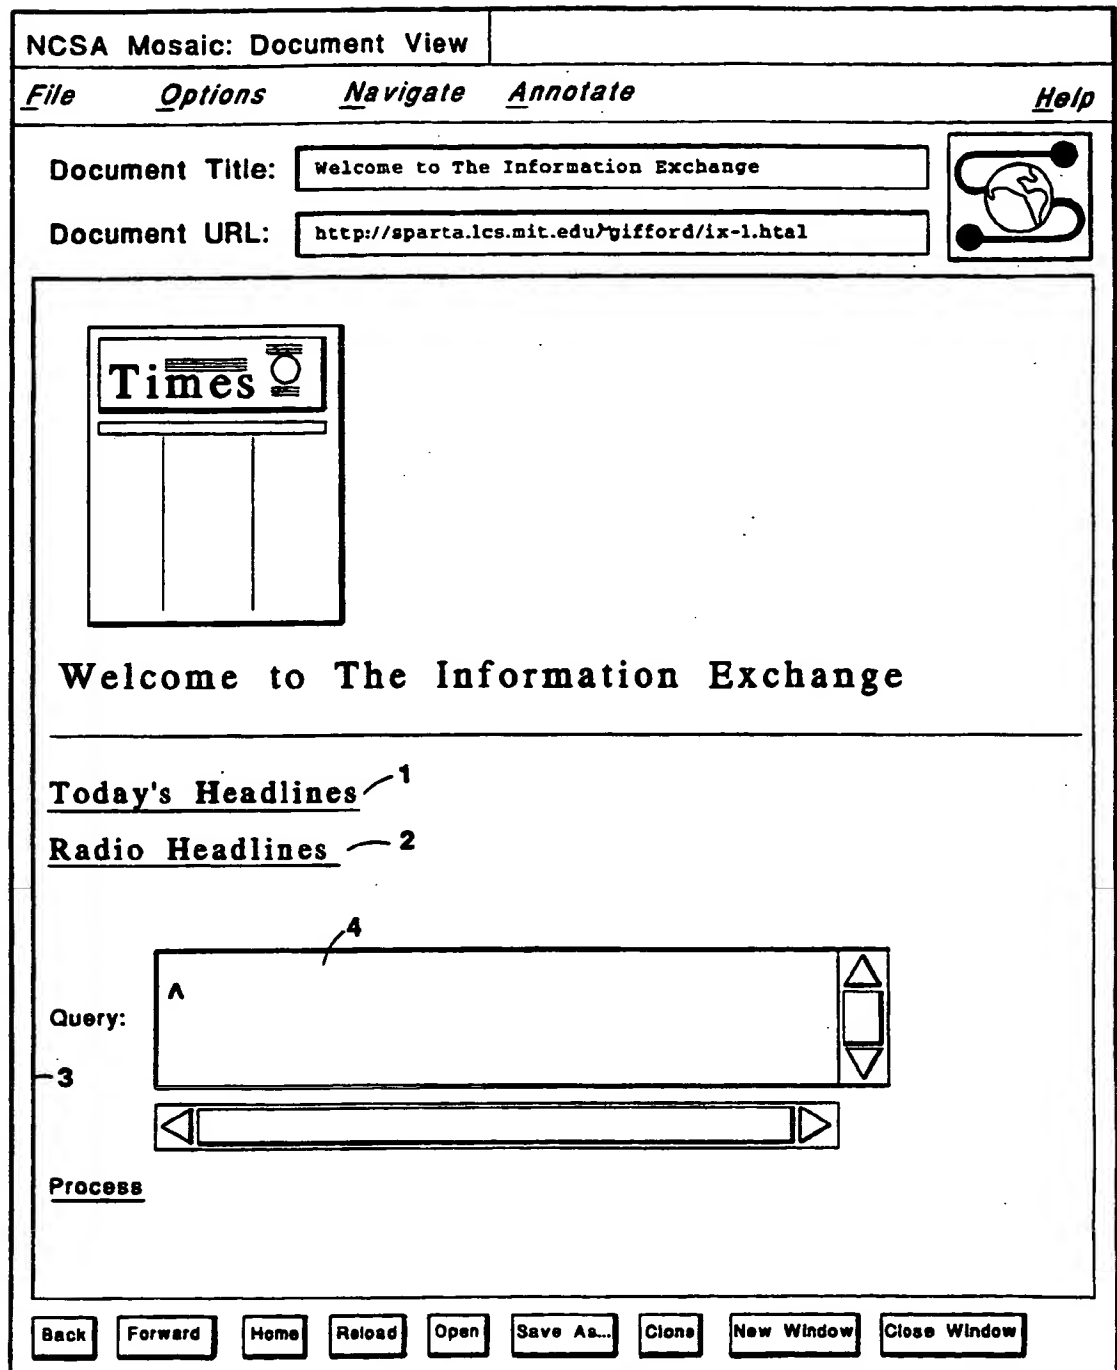 NCSA Mosaic: Document View
File Options Navigate Annotate Help
Document Title: Welcome to The Information Exchange
Document URL: http://sparta.lcs.mit.edu/~gifford/ix-1.htal
Times
Welcome to The Information Exchange
Today's Headlines 1
Radio Headlines 2
4
^
Query:
3
Process
Back Forward Home Reload Open Save As... Clone New Window Close Window